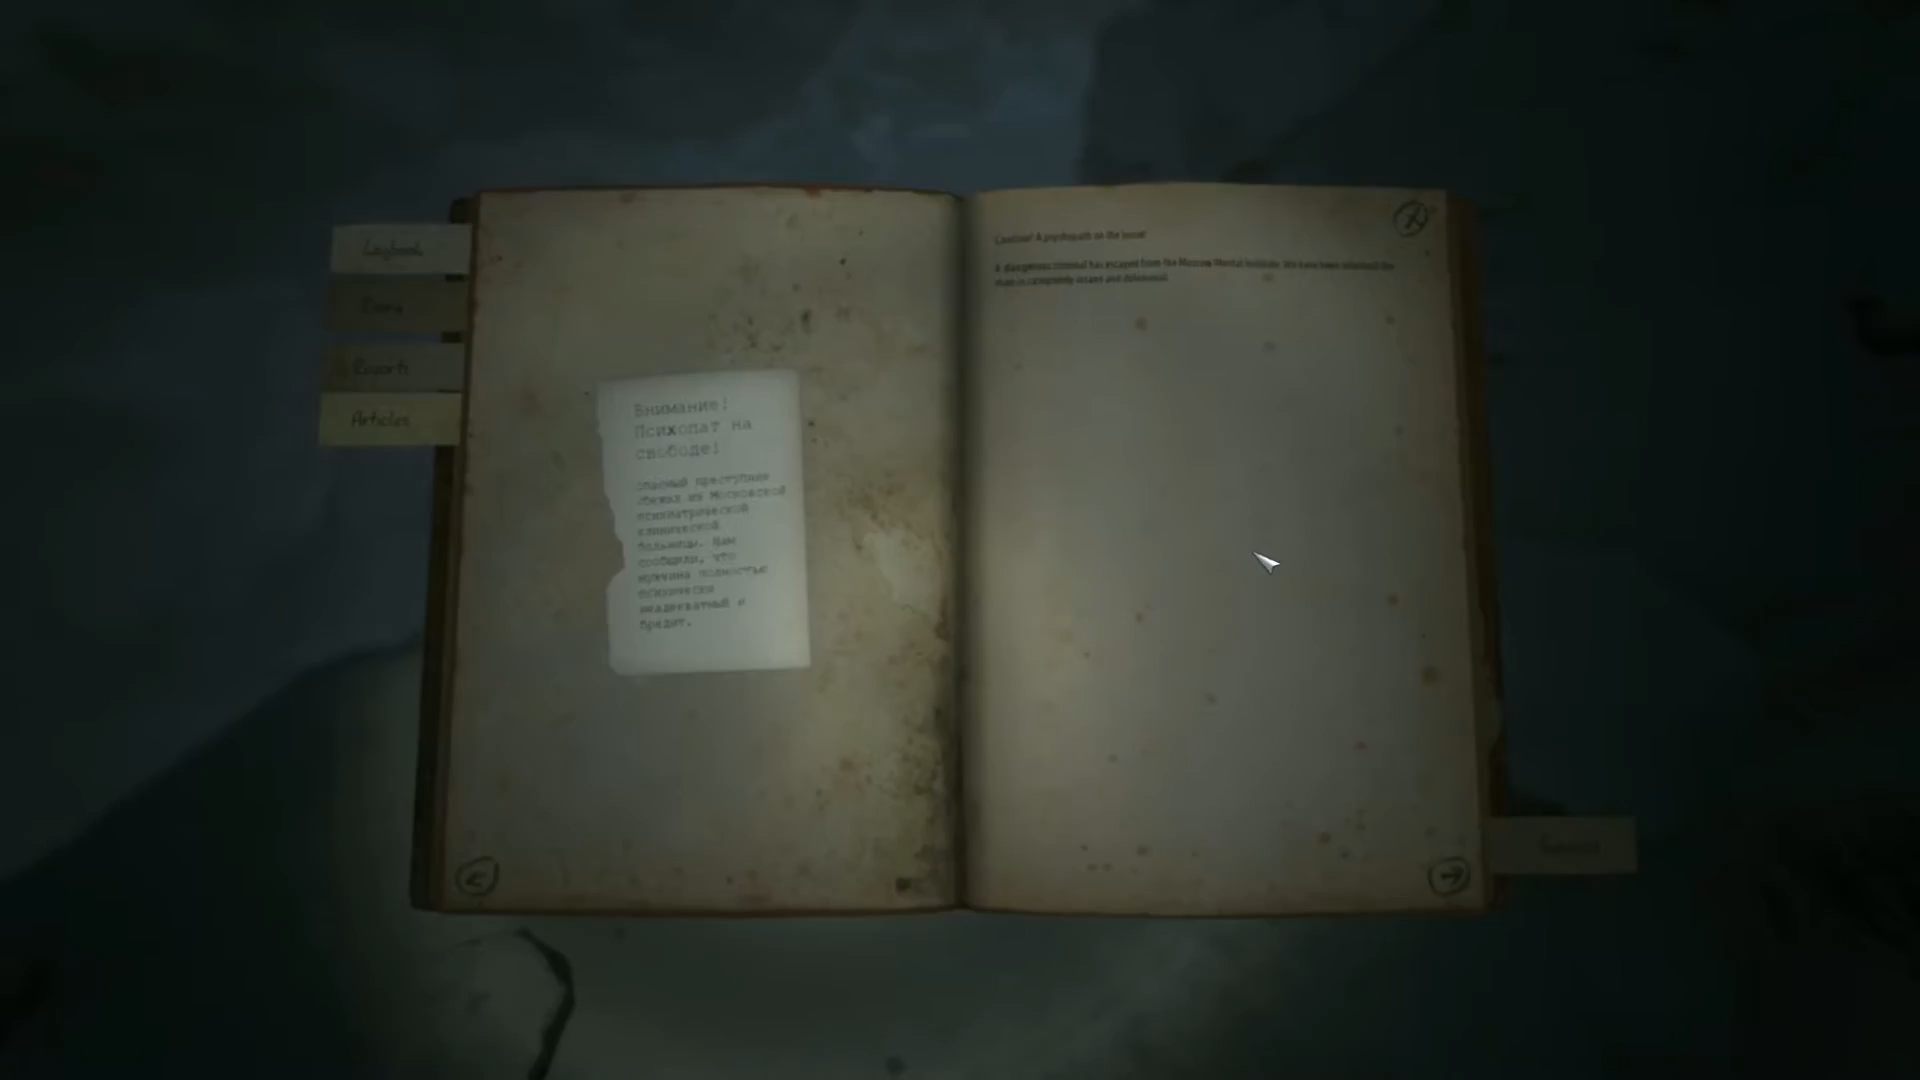 Logbook
Diary
Reports
Articles
Внимание!
Психопат на
свободе!
опасный преступник
сбежал из Московской
психиатрической
клинической
больницы. Нам
сообщили, что
мужчина полностью
психически
неадекватный и
бредит.
Caution! A psychopath on the loose!
A dangerous criminal has escaped from the Moscow Mental Institute. We have been informed the
man is completely insane and delusional.